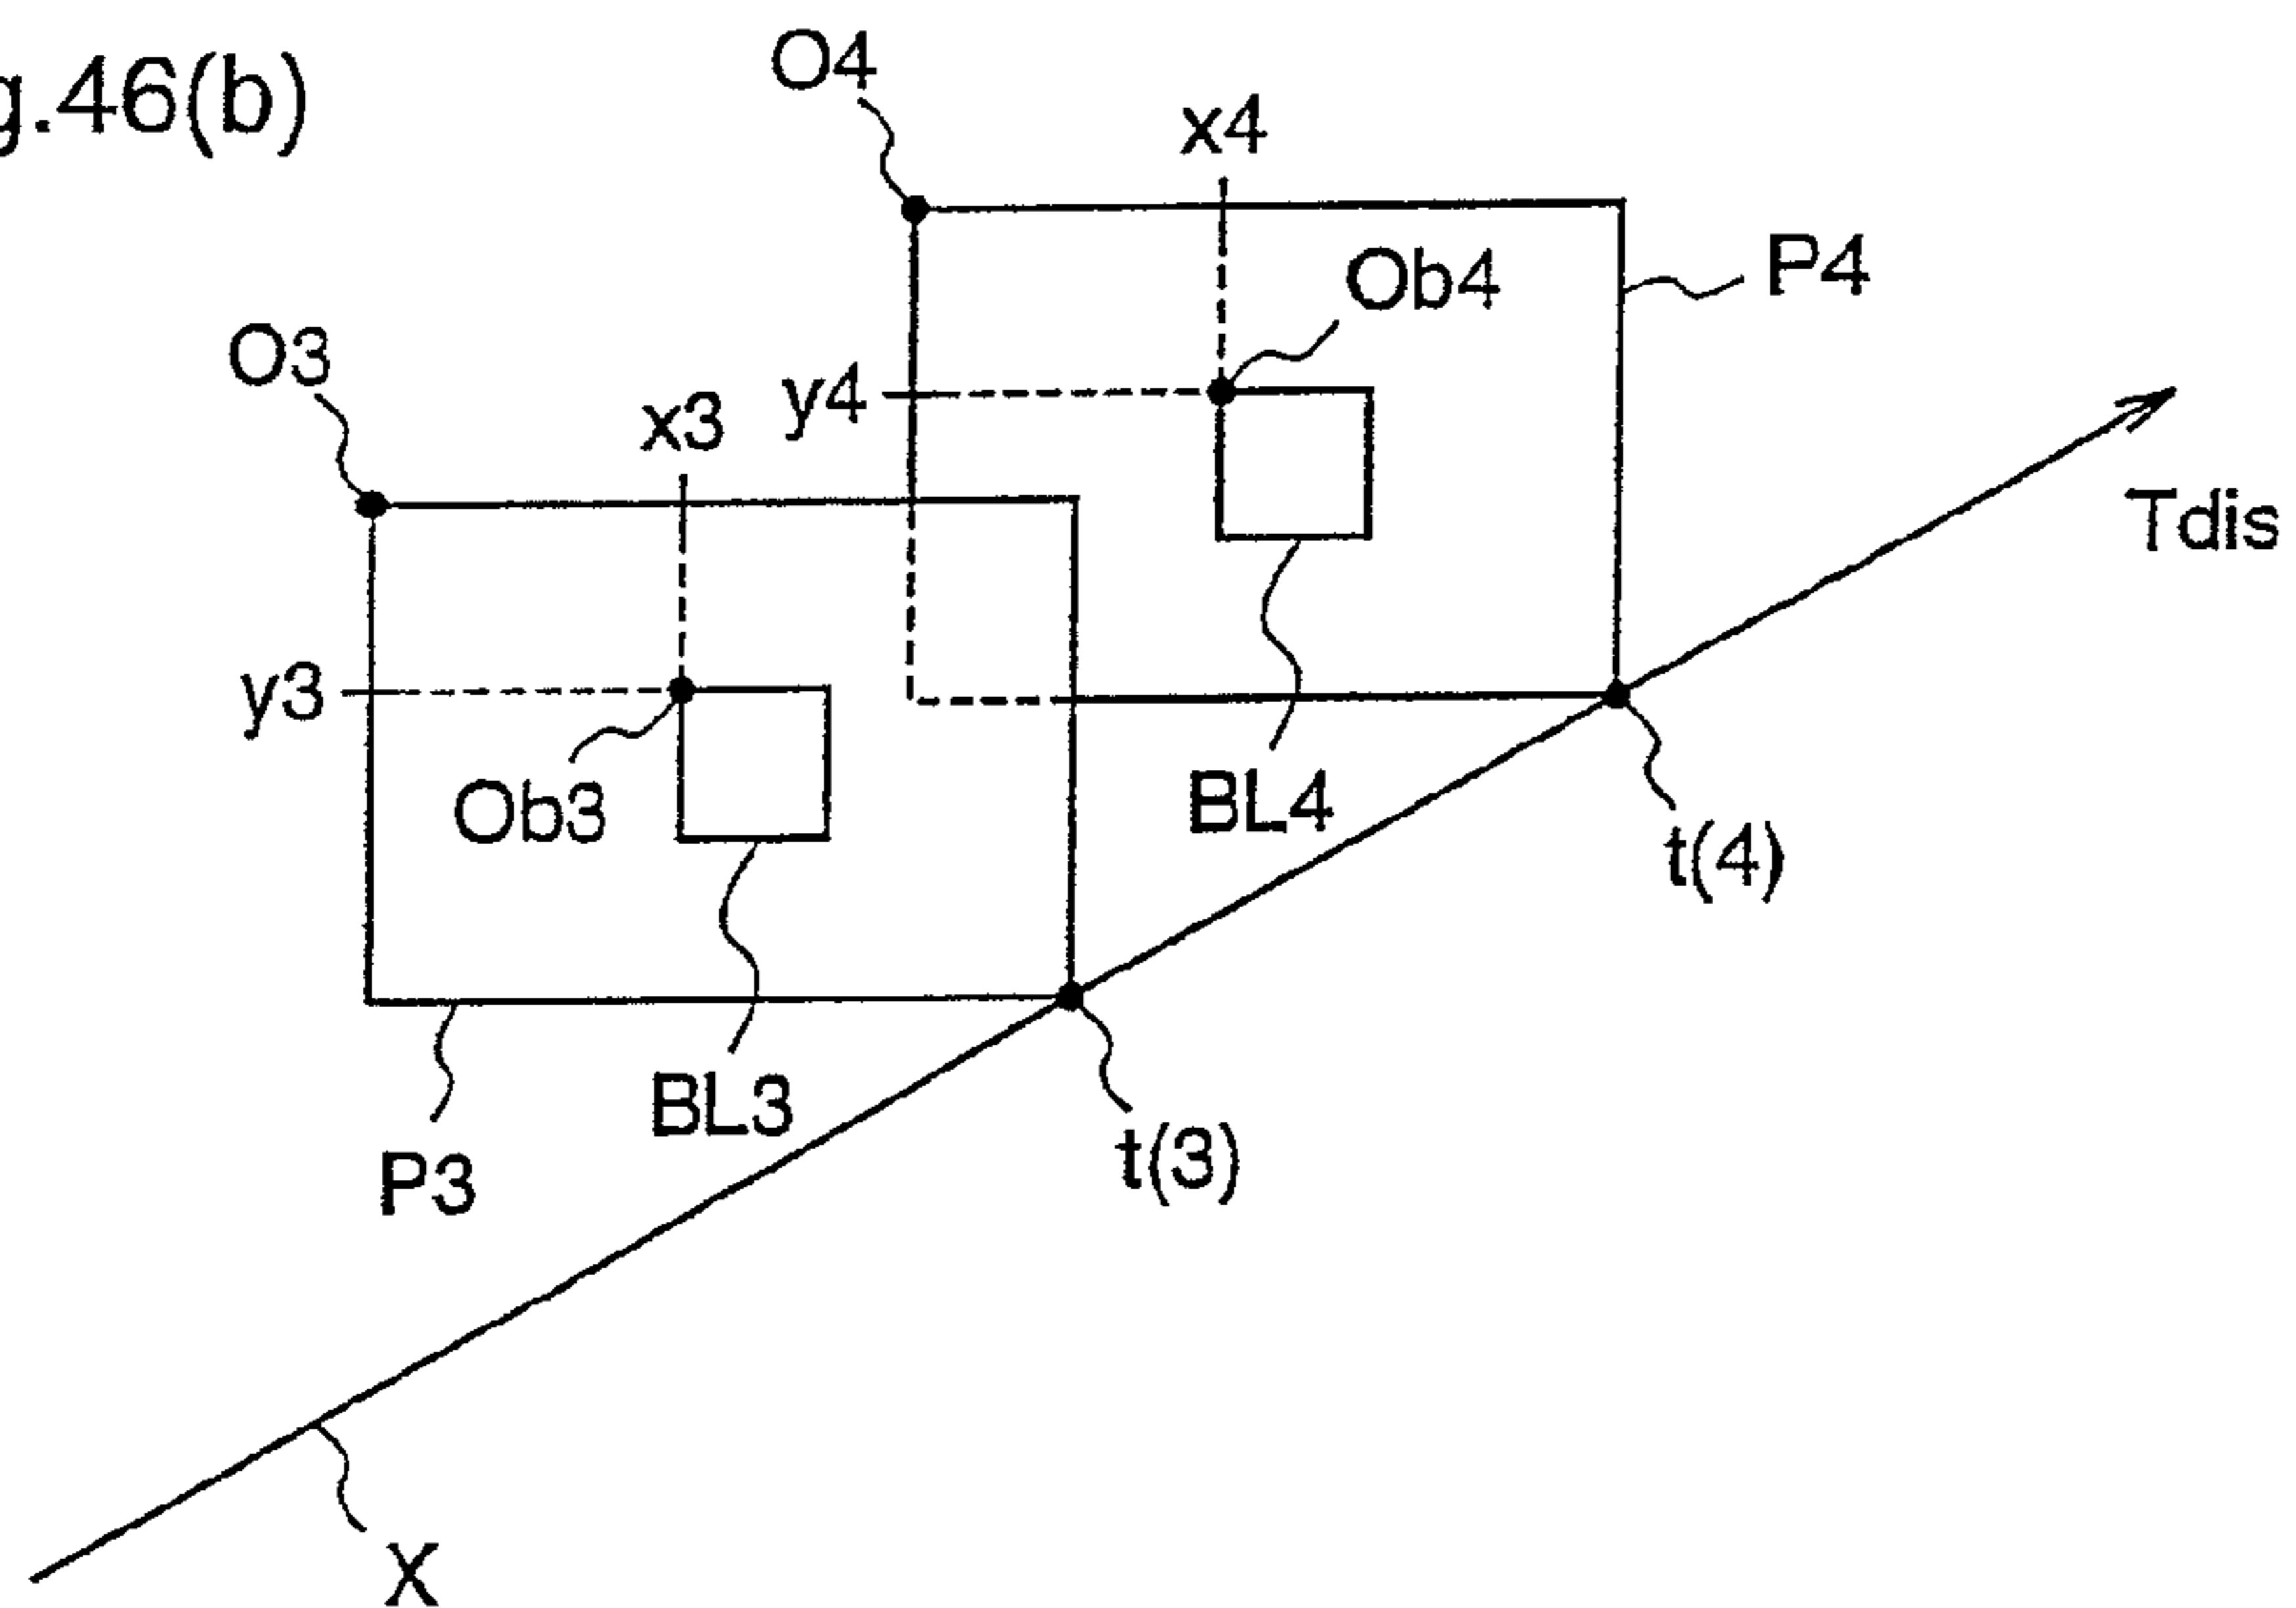 g.46(b)
O4
x4
Ob4
P4
O3
x3
y4
Tdis
y3
Ob3
BL4
t(4)
BL3
t(3)
P3
X